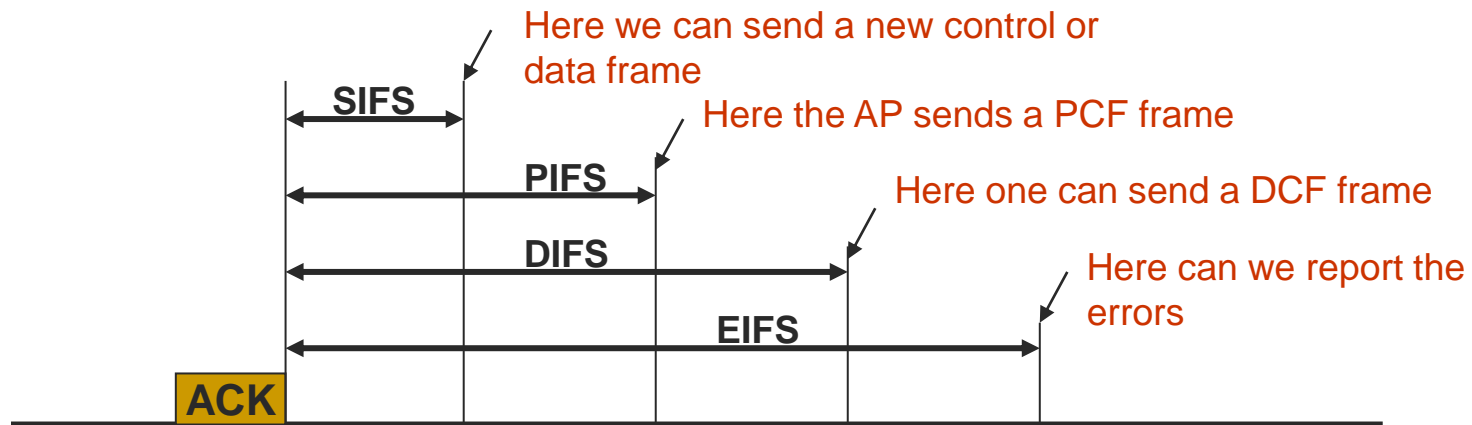 Here we can send a new control or
data frame
SIFS
Here the AP sends a PCF frame
PIFS
Here one can send a DCF frame
DIFS
Here can we report the
errors
EIFS
ACK